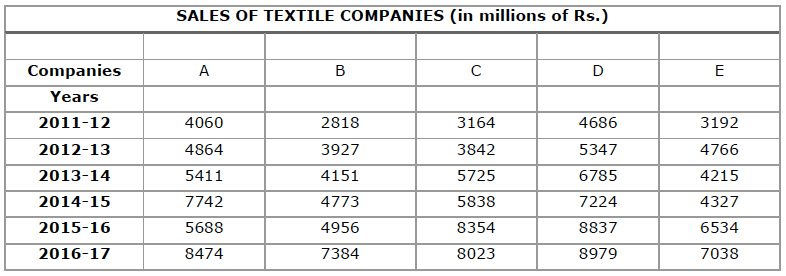 SALES OF TEXTILE COMPANIES (in millions of Rs.)
Companies A B C D E
Years
2011-12 4060 2818 3164 4686 3192
2012-13 4864 3927 3842 5347 4766
2013-14 5411 4151 5725 6785 4215
2014-15 7742 4773 5838 7224 4327
2015-16 5688 4956 8354 8837 6534
2016-17 8474 7384 8023 8979 7038